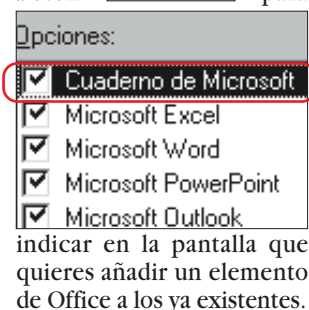 Opciones:
Cuaderno de Microsoft
Microsoft Excel
Microsoft Word
Microsoft PowerPoint
Microsoft Outlook
indicar en la pantalla que
quieres añadir un elemento
de Office a los ya existentes.